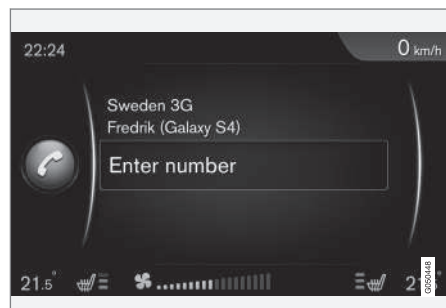 22:24
0 km/h
Sweden 3G
Fredrik (Galaxy S4)
Enter number
21.5°
G050448